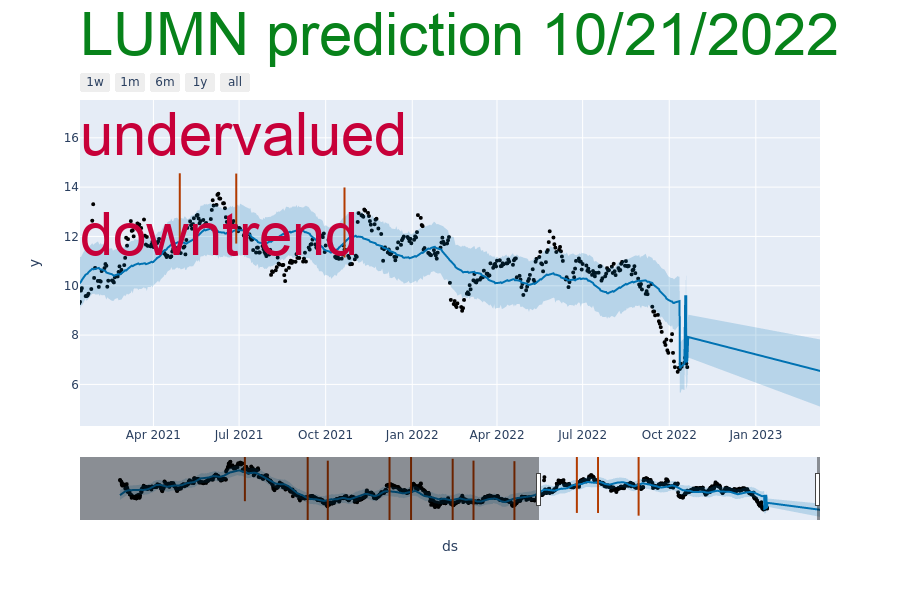 LUMN prediction 10/21/2022
1w 1m 6m 1y all
undervalued
downtrend
y
16
14
12
10
8
6
Apr 2021 Jul 2021 Oct 2021 Jan 2022 Apr 2022 Jul 2022 Oct 2022 Jan 2023
ds